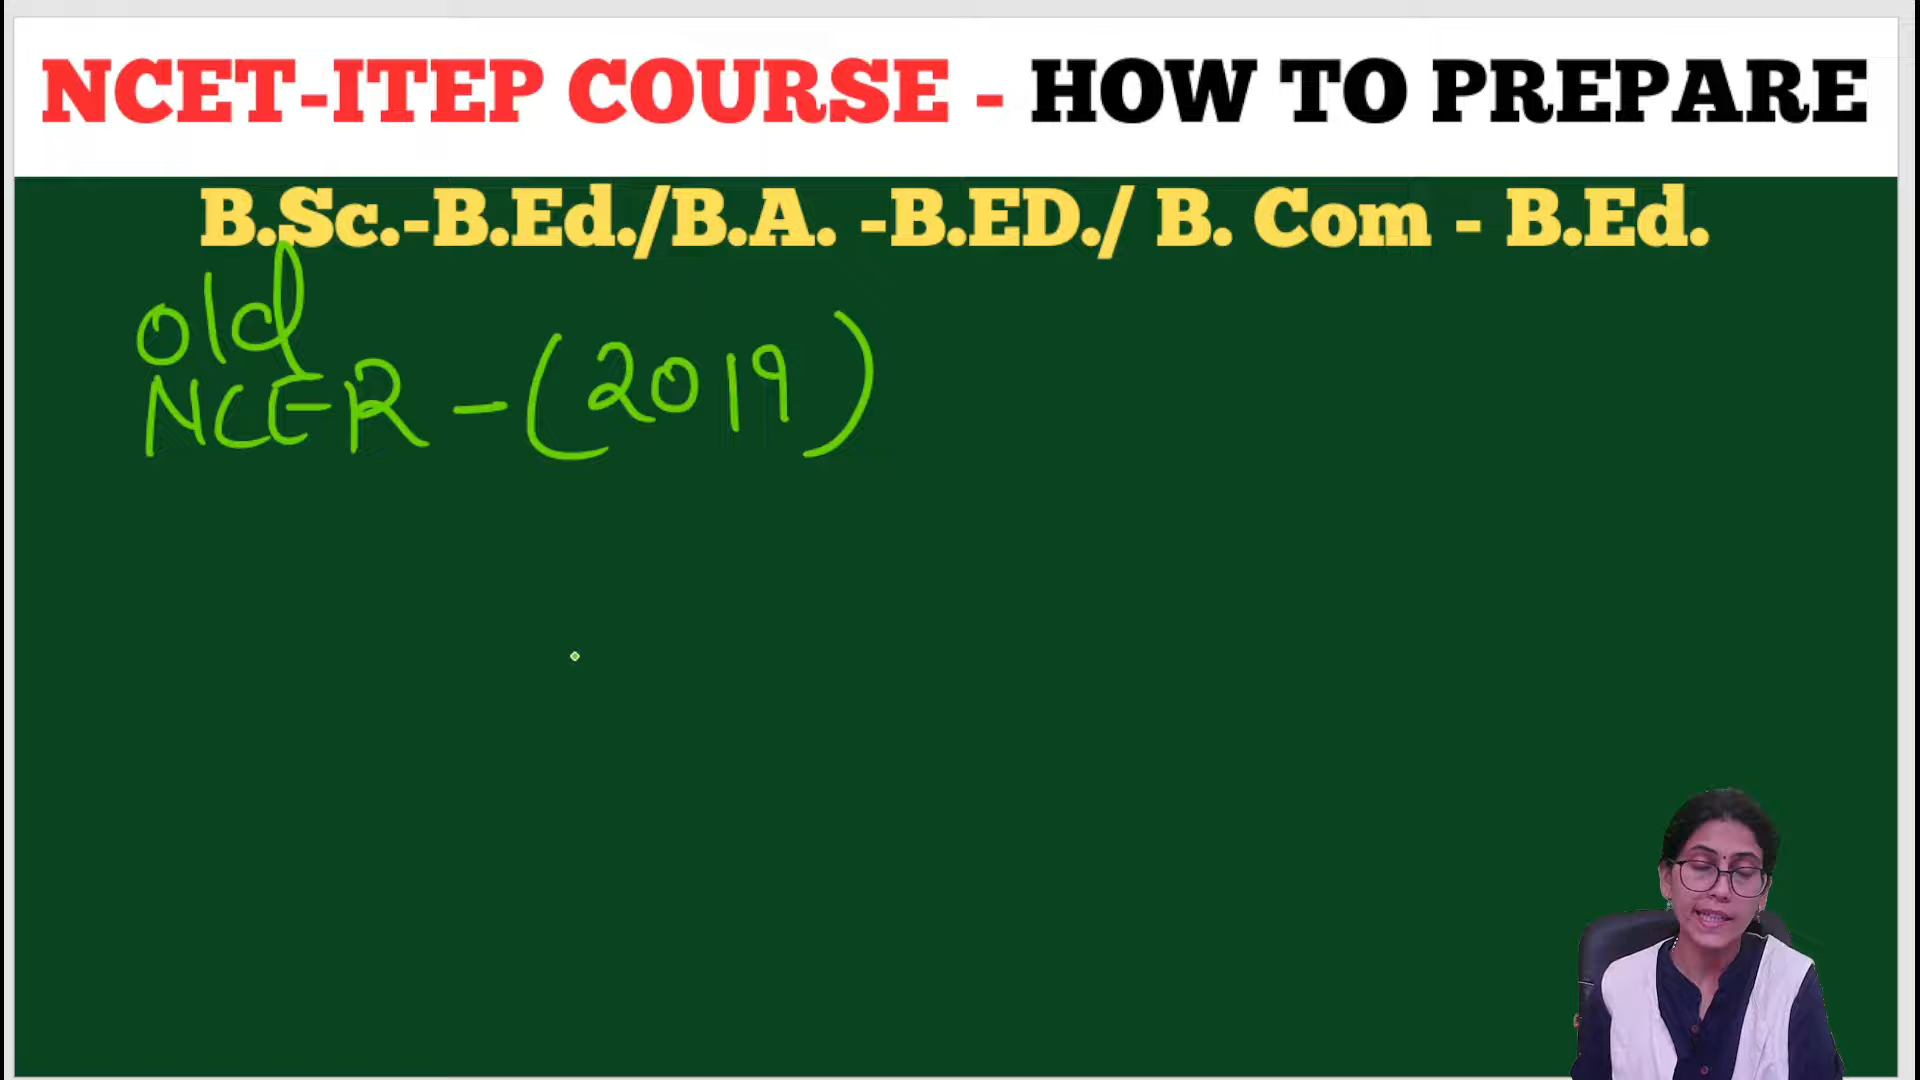 NCET-ITEP COURSE - HOW TO PREPARE
B.Sc.-B.Ed./B.A. -B.ED./ B. Com - B.Ed.
old
NCER - (2019)